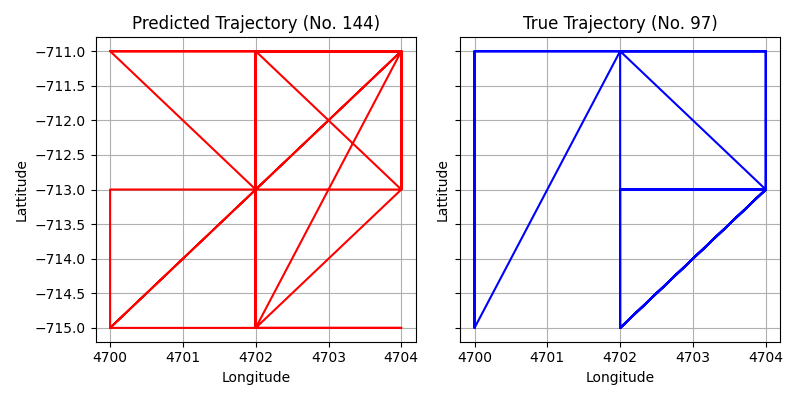 Predicted Trajectory (No. 144)
True Trajectory (No. 97)
−711.0
−711.5
−712.0
−712.5
−713.0
−713.5
−714.0
−714.5
−715.0
Lattitude
Lattitude
4700 4701 4702 4703 4704
4700 4701 4702 4703 4704
Longitude
Longitude